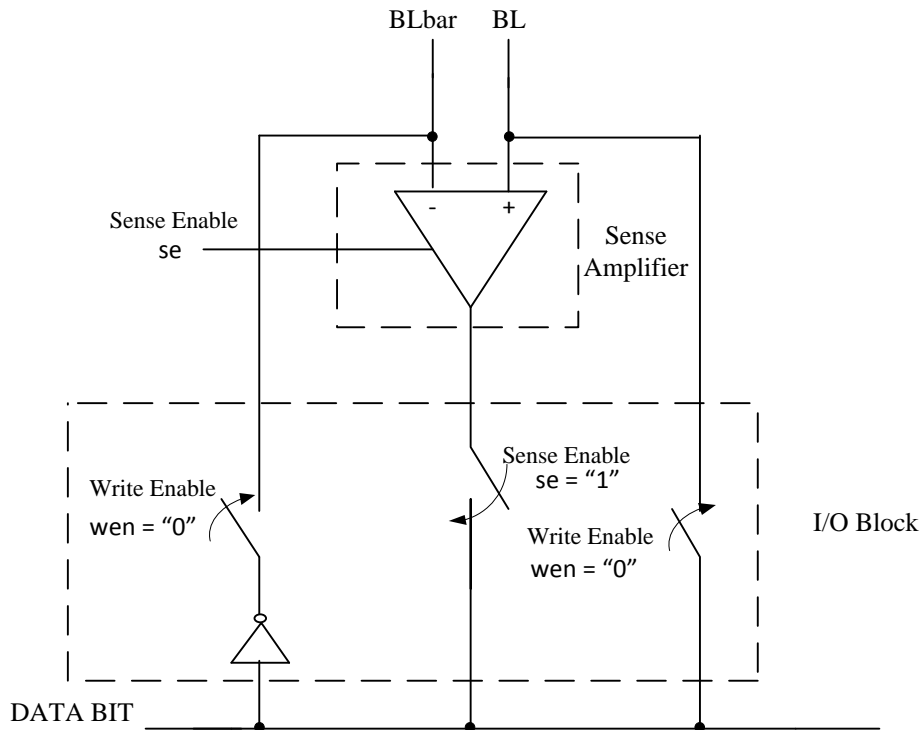 BLbar
BL
-
+
Sense Enable
se
Sense
Amplifier
Sense Enable
se = “1”
Write Enable
wen = “0”
Write Enable
wen = “0”
I/O Block
DATA BIT